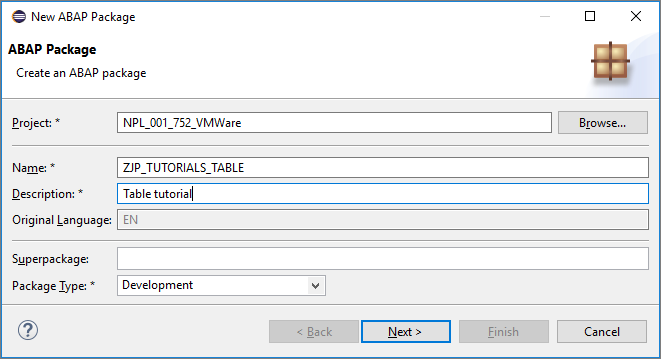 New ABAP Package
ABAP Package
Create an ABAP package
Project: * NPL_001_752_VMWare Browse...
Name: * ZJP_TUTORIALS_TABLE
Description: * Table tutorial
Original Language: EN
Superpackage:
Package Type: * Development
? < Back Next > Finish Cancel